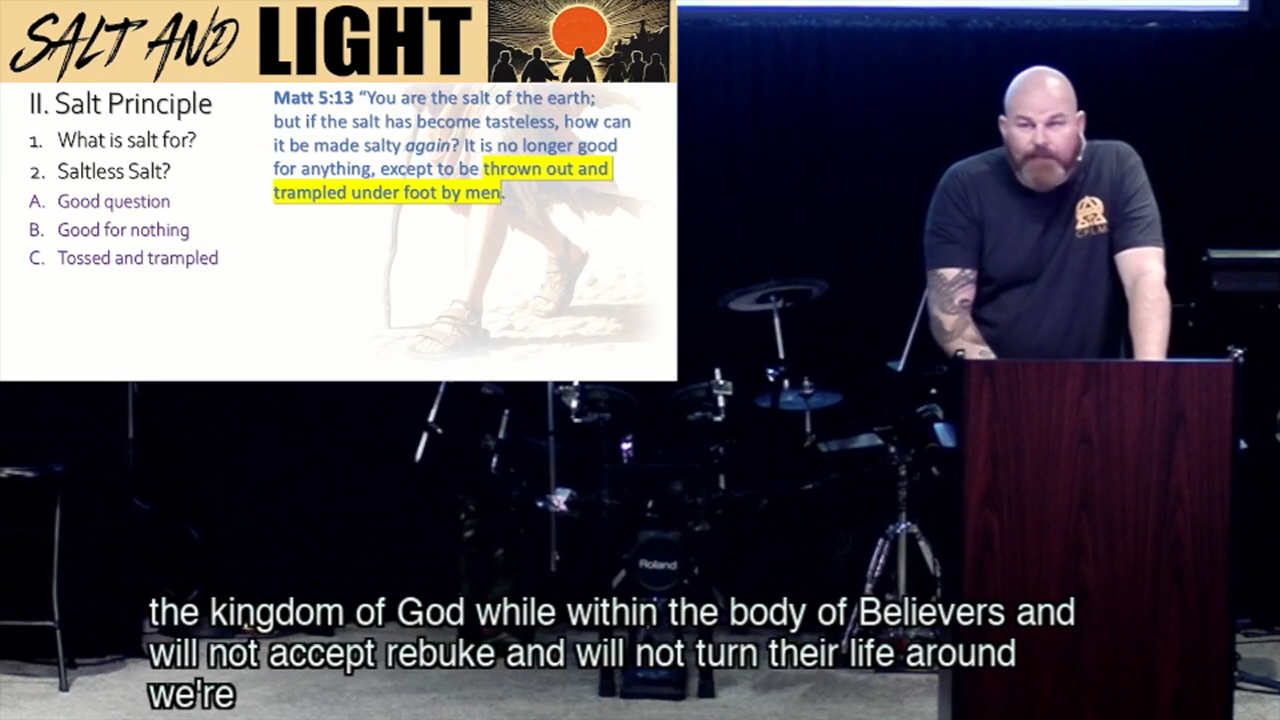 SALT AND LIGHT
II. Salt Principle
1. What is salt for?
2. Saltless Salt?
A. Good question
B. Good for nothing
C. Tossed and trampled
Matt 5:13 “You are the salt of the earth;
but if the salt has become tasteless, how can
it be made salty again? It is no longer good
for anything, except to be thrown out and
trampled under foot by men.
Roland
the kingdom of God while within the body of Believers and
will not accept rebuke and will not turn their life around
we're